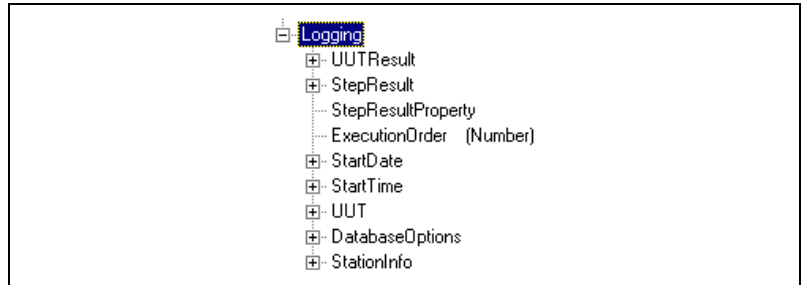 Logging
UUTResult
StepResult
StepResultProperty
ExecutionOrder (Number)
StartDate
StartTime
UUT
DatabaseOptions
StationInfo